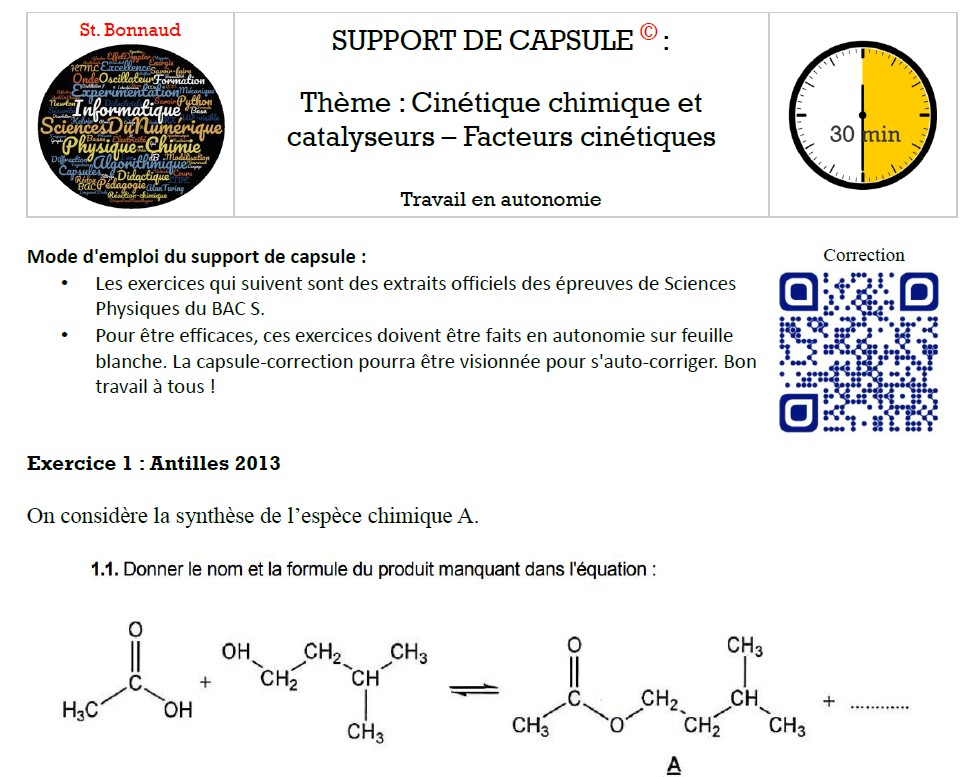 St. Bonnaud
SUPPORT DE CAPSULE © :
Thème : Cinétique chimique et
catalyseurs – Facteurs cinétiques
Travail en autonomie
30 min
Effet Doppler
Excellence
Onde Oscillateur Formation
Expérimentation
Informatique
SciencesDuNumérique
Physique Chimie
Algorithmique
Capsules
Didactique
Pédagogie
Python
Mode d'emploi du support de capsule :
Correction
• Les exercices qui suivent sont des extraits officiels des épreuves de Sciences
Physiques du BAC S.
• Pour être efficaces, ces exercices doivent être faits en autonomie sur feuille
blanche. La capsule-correction pourra être visionnée pour s'auto-corriger. Bon
travail à tous !
Exercice 1 : Antilles 2013
On considère la synthèse de l’espèce chimique A.
1.1. Donner le nom et la formule du produit manquant dans l'équation :
O
C
H₃C
OH
+
OH
CH₂
CH₂
CH
CH₃
CH₃
⇌
O
C
CH₃
O
CH₂
CH₂
CH
CH₃
CH₃
+ ............
A